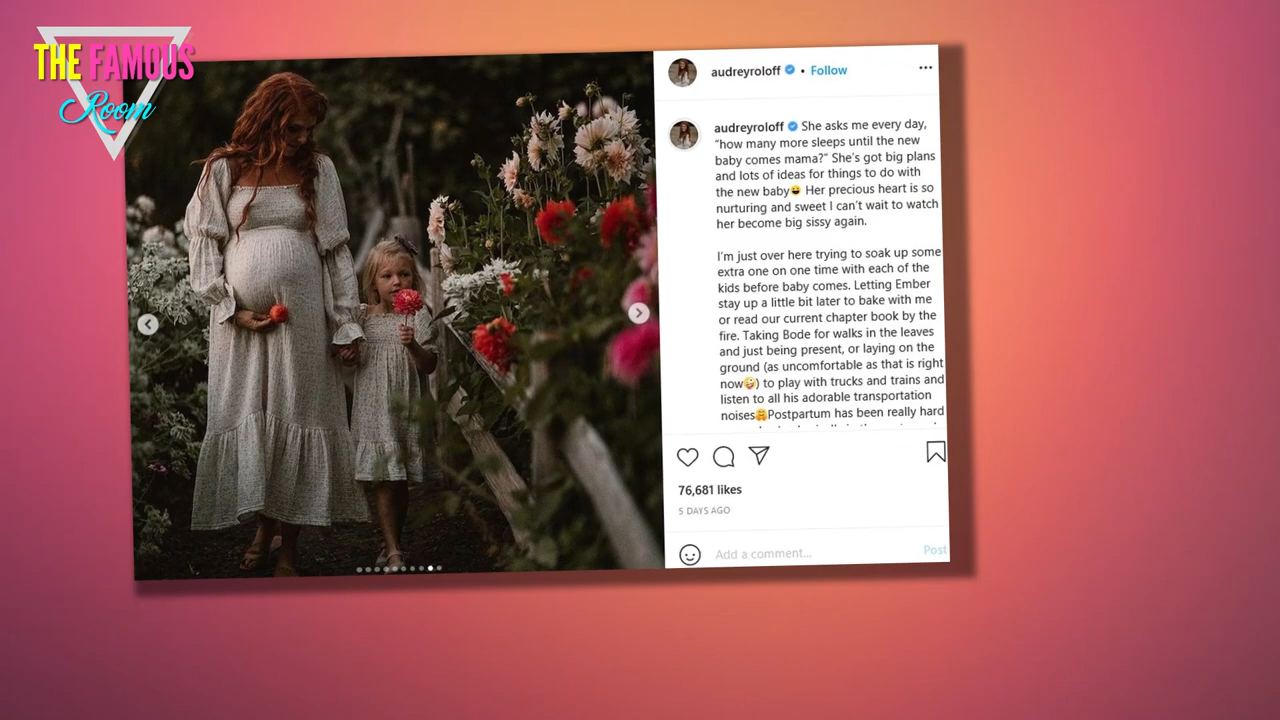 THE FAMOUS
Room
audreyroloff • Follow
audreyroloff She asks me every day,
“how many more sleeps until the new
baby comes mama?” She’s got big plans
and lots of ideas for things to do with
the new baby😄 Her precious heart is so
nurturing and sweet I can’t wait to watch
her become big sissy again.
I’m just over here trying to soak up some
extra one on one time with each of the
kids before baby comes. Letting Ember
stay up a little bit later to bake with me
or read our current chapter book by the
fire. Taking Bode for walks in the leaves
and just being present, or laying on the
ground (as uncomfortable as that is right
now🤪) to play with trucks and trains and
listen to all his adorable transportation
noises🤗Postpartum has been really hard
76,681 likes
5 DAYS AGO
Add a comment...
Post